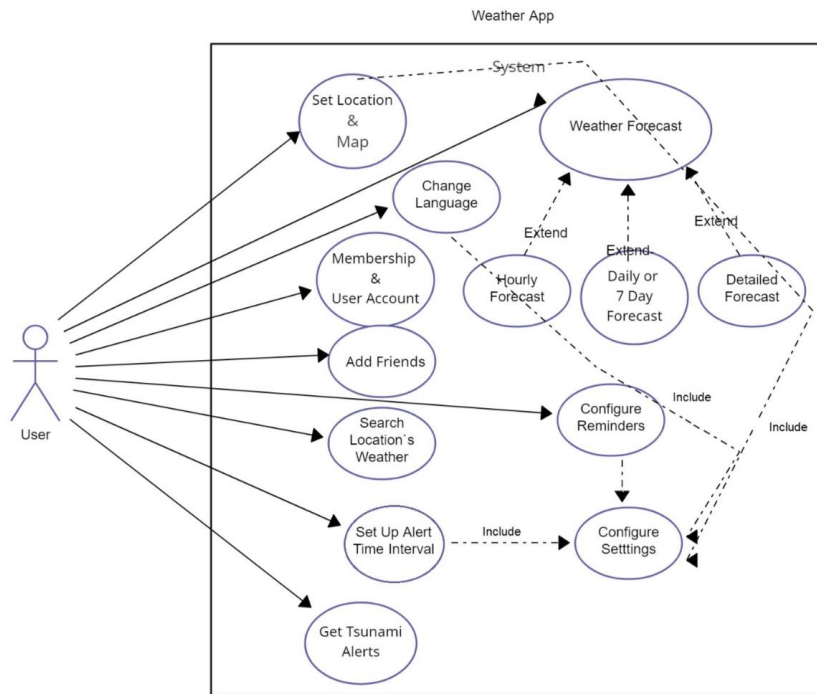 Weather App
System
Set Location
&
Map
Weather Forecast
Change
Language
Extend
Extend
Extend
Membership
&
User Account
Hourly
Forecast
Daily or
7 Day
Forecast
Detailed
Forecast
Add Friends
User
Include
Configure
Reminders
Include
Search
Location`s
Weather
Set Up Alert
Time Interval
Include
Configure
Setttings
Get Tsunami
Alerts